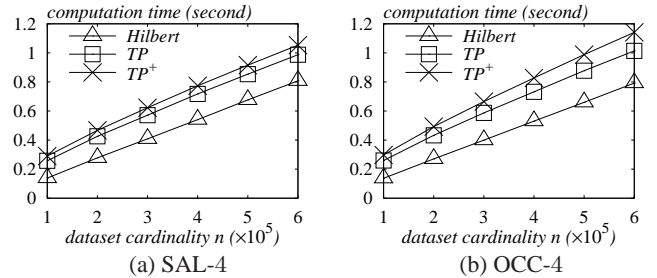 computation time (second)
1.2
1
0.8
0.6
0.4
0.2
0
Hilbert
TP
TP+
1 2 3 4 5 6
dataset cardinality n (×10^5)
(a) SAL-4
computation time (second)
1.2
1
0.8
0.6
0.4
0.2
0
Hilbert
TP
TP+
1 2 3 4 5 6
dataset cardinality n (×10^5)
(b) OCC-4